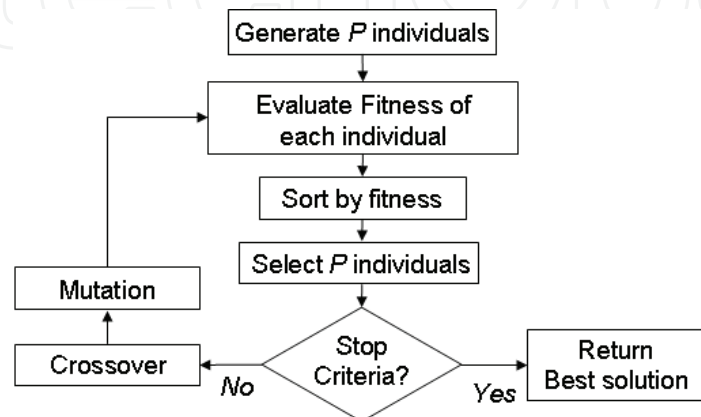 Generate P individuals
Evaluate Fitness of
each individual
Sort by fitness
Select P individuals
Mutation
Crossover
Stop
Criteria?
No
Yes
Return
Best solution